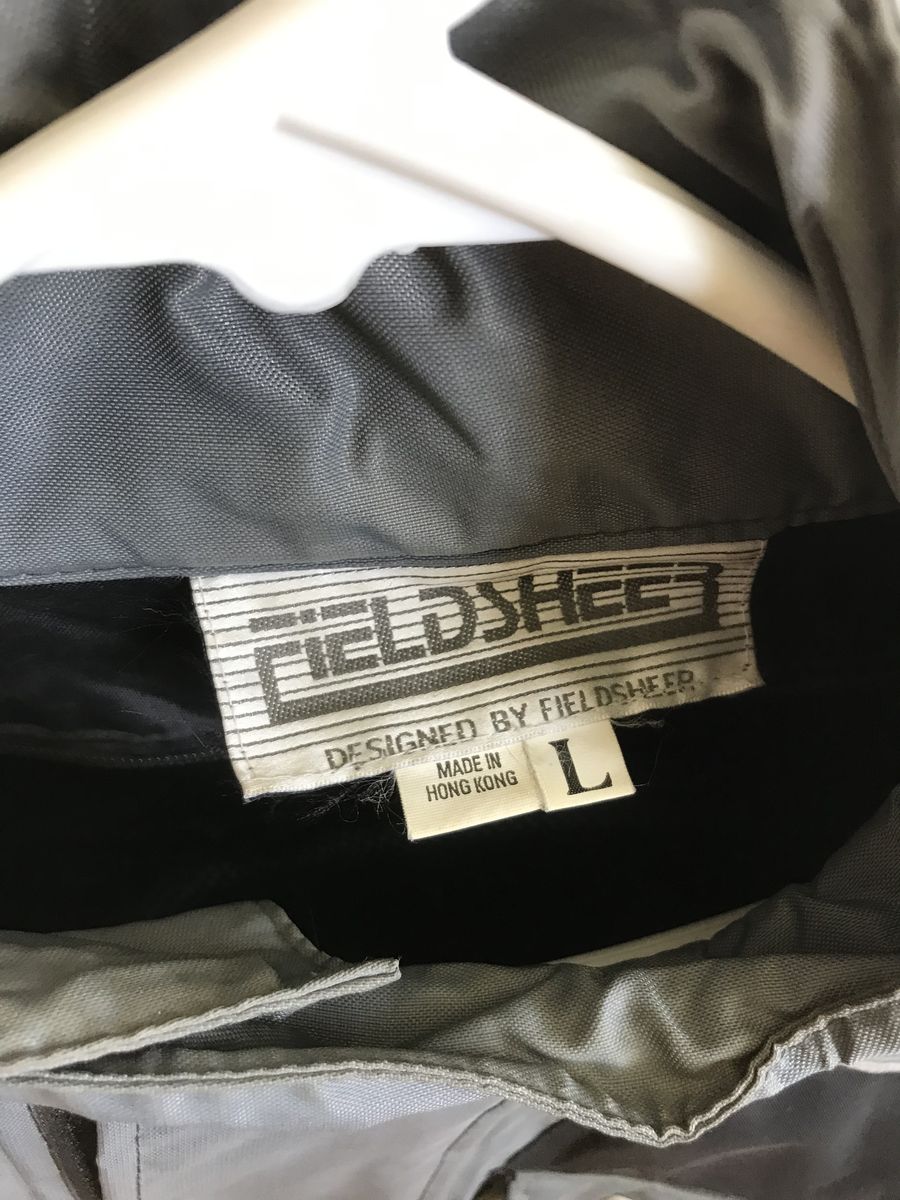 FIELDSHEER
DESIGNED BY FIELDSHEER
MADE IN
HONG KONG
L